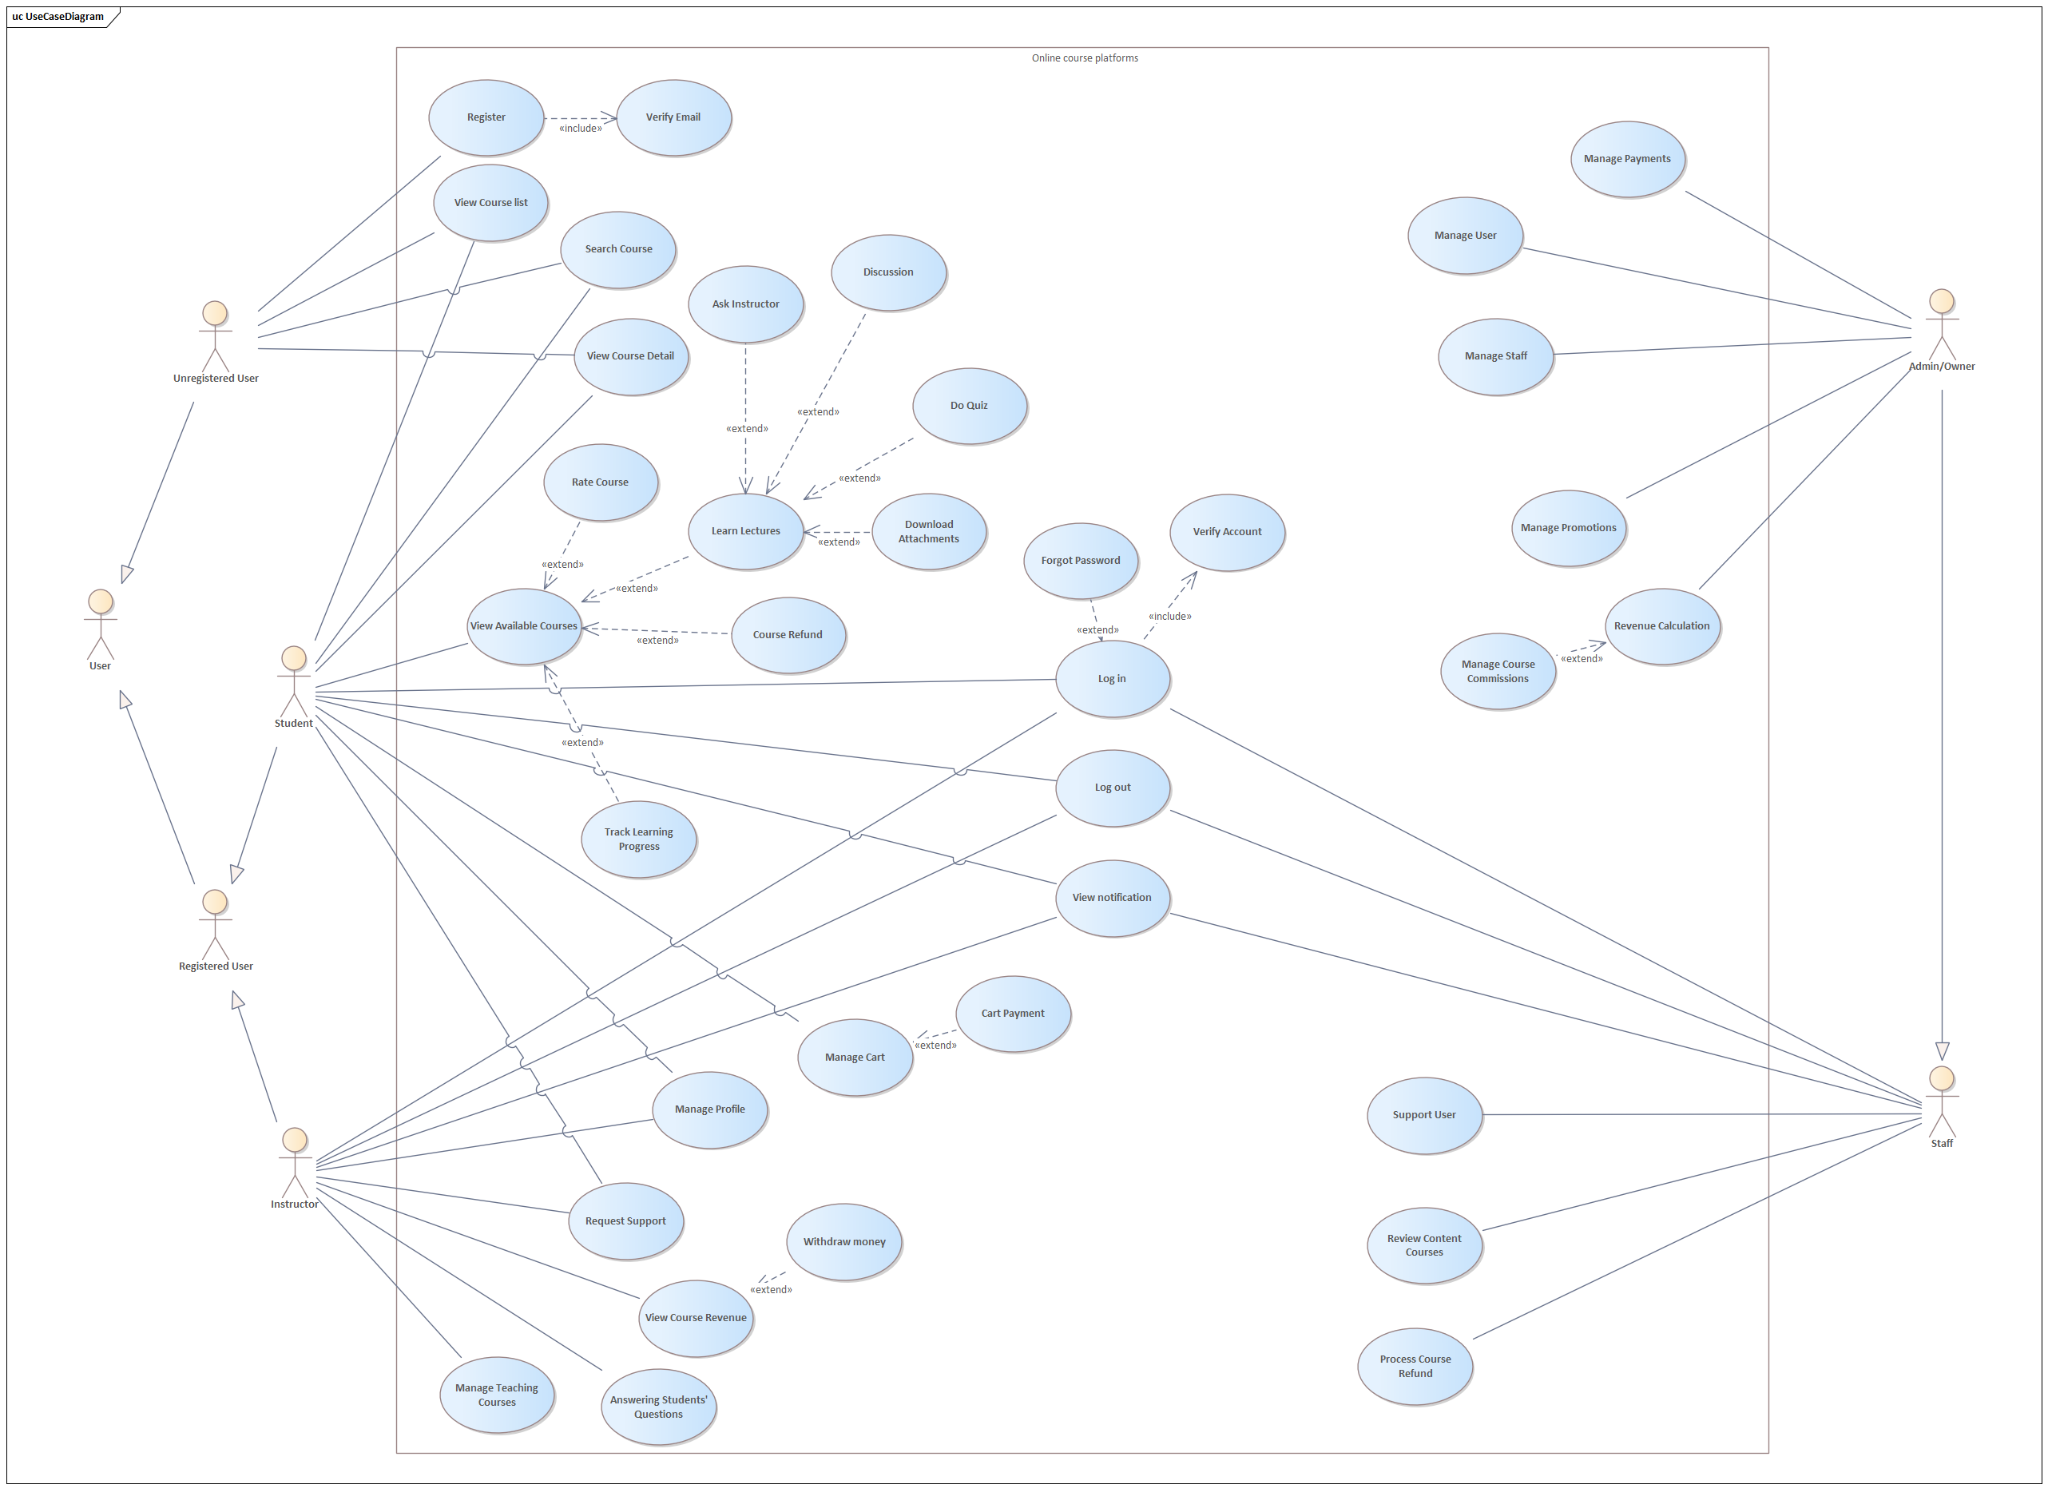 uc UseCaseDiagram
Online course platforms
Register
«include»
Verify Email
Manage Payments
View Course list
Manage User
Search Course
Discussion
Ask Instructor
View Course Detail
Manage Staff
Unregistered User
Admin/Owner
Do Quiz
«extend»
«extend»
«extend»
Rate Course
Learn Lectures
Download
Attachments
«extend»
Verify Account
Manage Promotions
Forgot Password
«extend»
«extend»
«include»
«extend»
View Available Courses
Course Refund
«extend»
Revenue Calculation
Manage Course
Commissions
«extend»
User
Student
Log in
«extend»
Log out
Track Learning
Progress
View notification
Registered User
Cart Payment
«extend»
Manage Cart
Manage Profile
Support User
Staff
Instructor
Request Support
Withdraw money
Review Content
Courses
«extend»
View Course Revenue
Process Course
Refund
Manage Teaching
Courses
Answering Students'
Questions